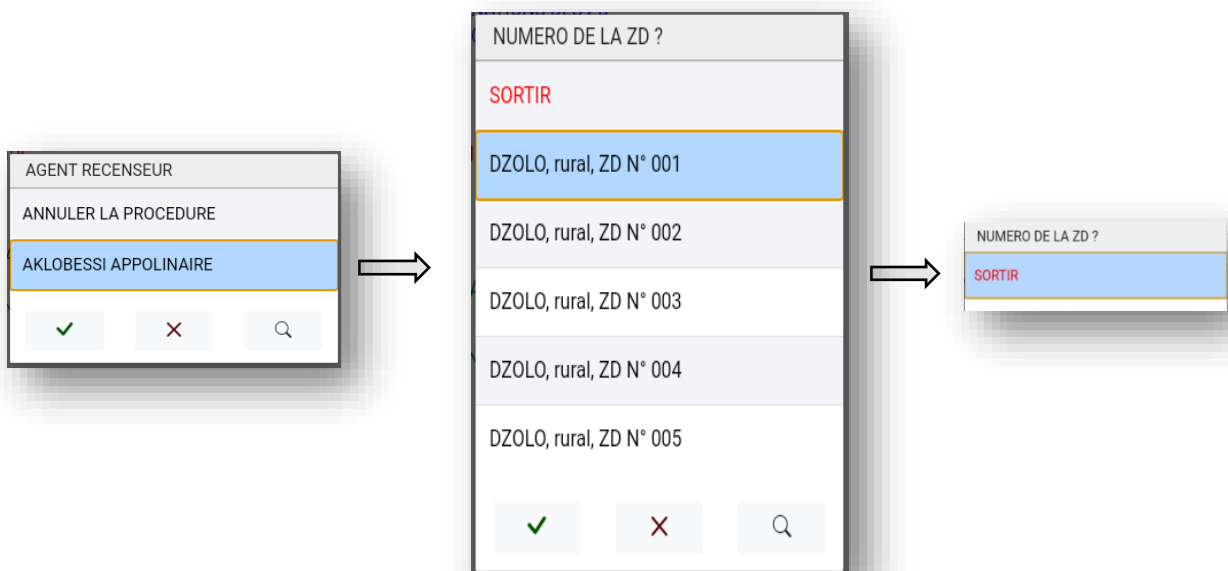 AGENT RECENSEUR
ANNULER LA PROCEDURE
AKLOBESSI APPOLINAIRE
NUMERO DE LA ZD ?
SORTIR
DZOLO, rural, ZD N° 001
DZOLO, rural, ZD N° 002
DZOLO, rural, ZD N° 003
DZOLO, rural, ZD N° 004
DZOLO, rural, ZD N° 005
NUMERO DE LA ZD ?
SORTIR